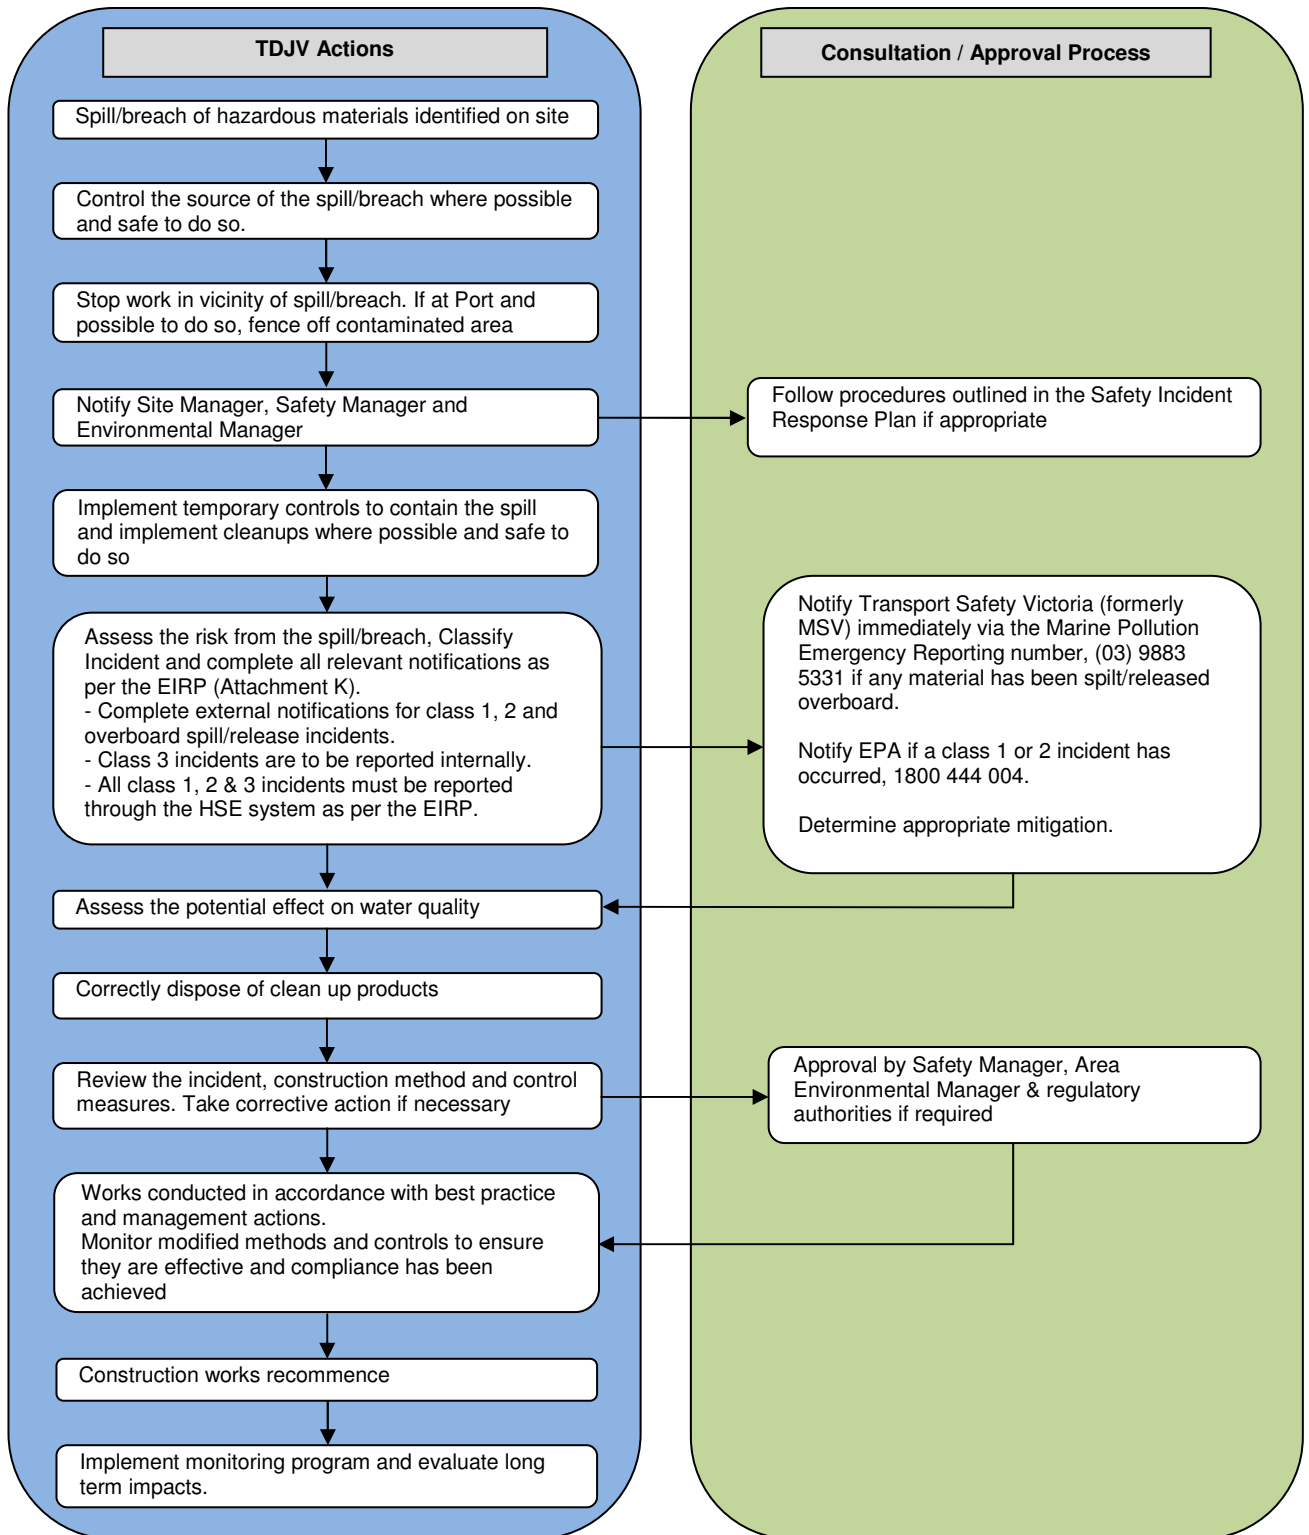 TDJV Actions
Consultation / Approval Process
Spill/breach of hazardous materials identified on site
Control the source of the spill/breach where possible
and safe to do so.
Stop work in vicinity of spill/breach. If at Port and
possible to do so, fence off contaminated area
Notify Site Manager, Safety Manager and
Environmental Manager
Follow procedures outlined in the Safety Incident
Response Plan if appropriate
Implement temporary controls to contain the spill
and implement cleanups where possible and safe to
do so
Assess the risk from the spill/breach, Classify
Incident and complete all relevant notifications as
per the EIRP (Attachment K).
- Complete external notifications for class 1, 2 and
overboard spill/release incidents.
- Class 3 incidents are to be reported internally.
- All class 1, 2 & 3 incidents must be reported
through the HSE system as per the EIRP.
Notify Transport Safety Victoria (formerly
MSV) immediately via the Marine Pollution
Emergency Reporting number, (03) 9883
5331 if any material has been spilt/released
overboard.
Notify EPA if a class 1 or 2 incident has
occurred, 1800 444 004.
Determine appropriate mitigation.
Assess the potential effect on water quality
Correctly dispose of clean up products
Review the incident, construction method and control
measures. Take corrective action if necessary
Approval by Safety Manager, Area
Environmental Manager & regulatory
authorities if required
Works conducted in accordance with best practice
and management actions.
Monitor modified methods and controls to ensure
they are effective and compliance has been
achieved
Construction works recommence
Implement monitoring program and evaluate long
term impacts.